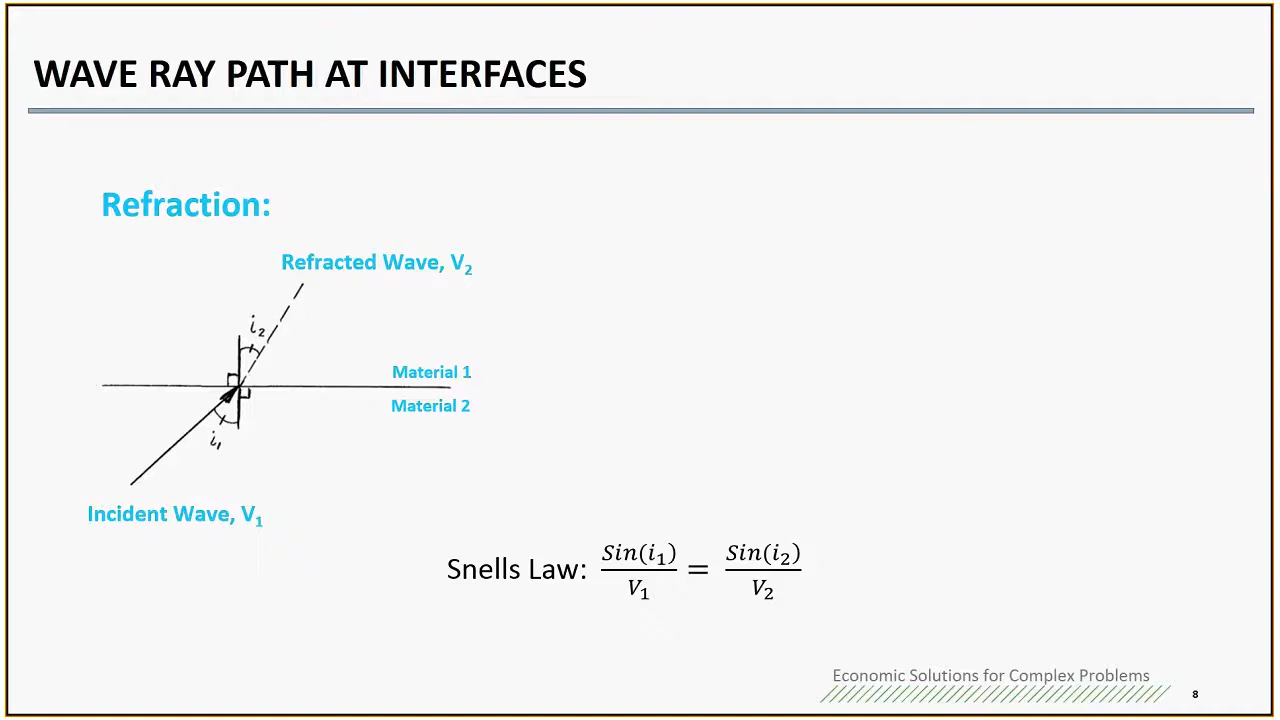 WAVE RAY PATH AT INTERFACES
Refraction:
Refracted Wave, V₂
i₂
Material 1
Material 2
i₁
Incident Wave, V₁
Snells Law: Sin(i₁)/V₁ = Sin(i₂)/V₂
Economic Solutions for Complex Problems
8